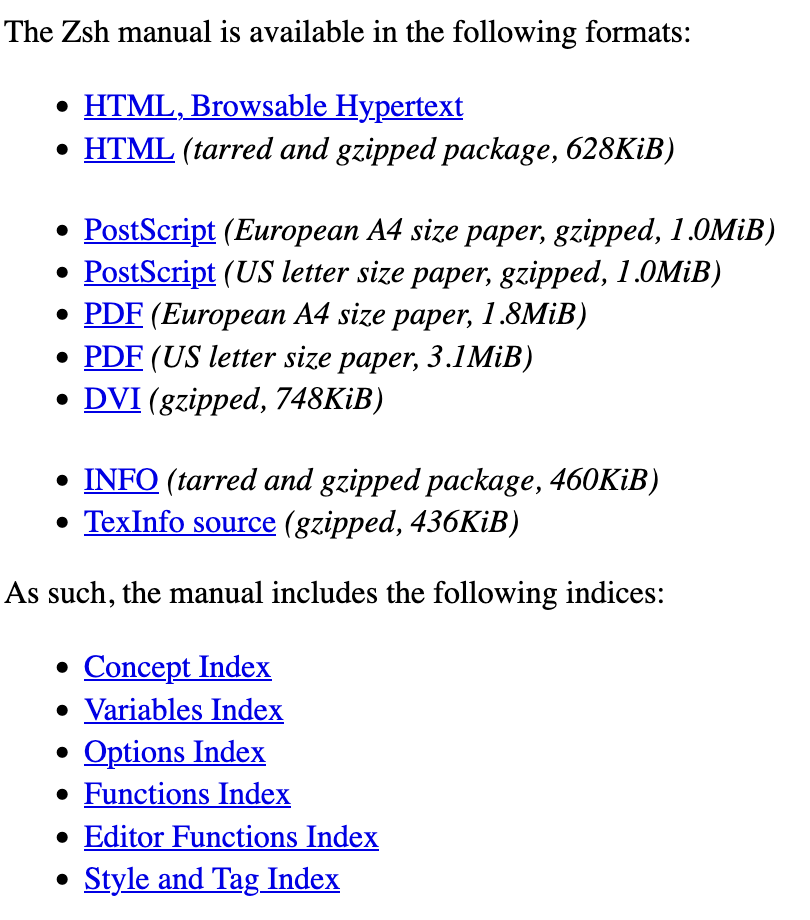 The Zsh manual is available in the following formats:
• HTML, Browsable Hypertext
• HTML (tarred and gzipped package, 628KiB)
• PostScript (European A4 size paper, gzipped, 1.0MiB)
• PostScript (US letter size paper, gzipped, 1.0MiB)
• PDF (European A4 size paper, 1.8MiB)
• PDF (US letter size paper, 3.1MiB)
• DVI (gzipped, 748KiB)
• INFO (tarred and gzipped package, 460KiB)
• TexInfo source (gzipped, 436KiB)
As such, the manual includes the following indices:
• Concept Index
• Variables Index
• Options Index
• Functions Index
• Editor Functions Index
• Style and Tag Index